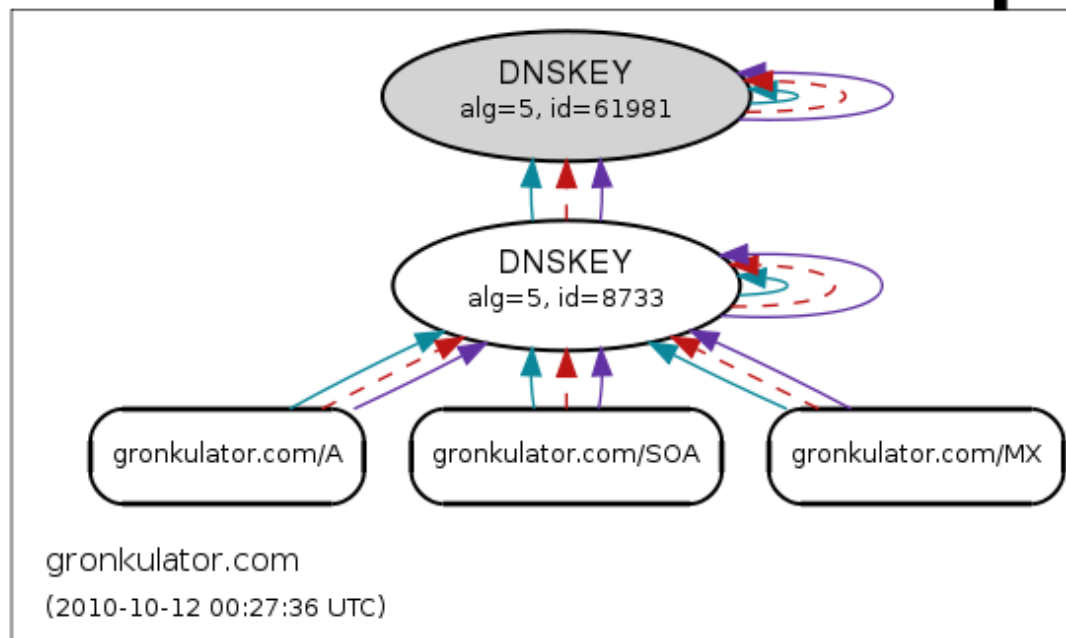 DNSKEY
alg=5, id=61981
DNSKEY
alg=5, id=8733
gronkulator.com/A
gronkulator.com/SOA
gronkulator.com/MX
gronkulator.com
(2010-10-12 00:27:36 UTC)